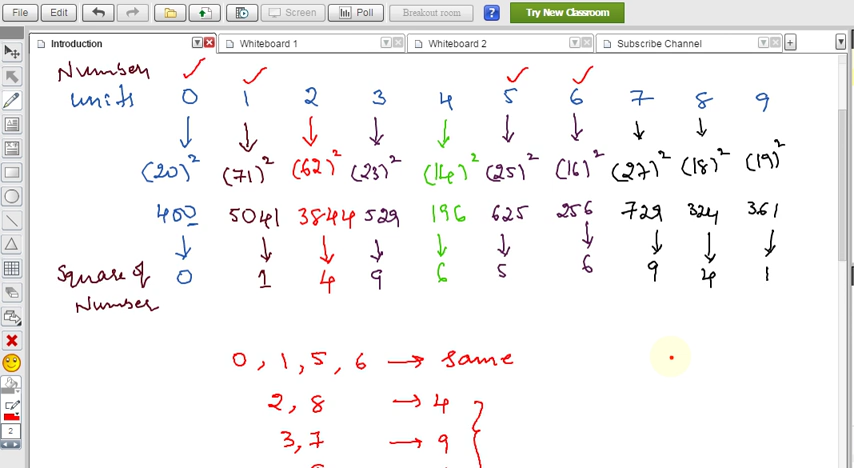 File Edit Screen Poll Breakout room ? Try New Classroom
Introduction Whiteboard 1 Whiteboard 2 Subscribe Channel
Number
units 0 1 2 3 4 5 6 7 8 9
(20)² (71)² (62)² (23)² (14)² (25)² (16)² (27)² (18)² (19)²
400 5041 3844 529 196 625 256 729 324 361
Square of 0 1 4 9 6 5 6 9 4 1
Number
0, 1, 5, 6 → Same
2, 8 → 4
3, 7 → 9
2